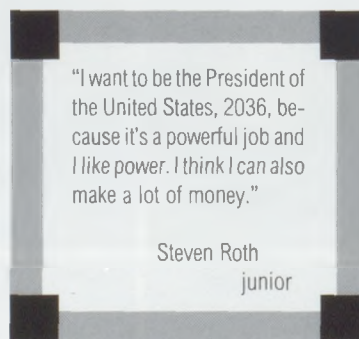 “I want to be the President of
the United States, 2036, be-
cause it's a powerful job and
I like power. I think I can also
make a lot of money.”
Steven Roth
junior